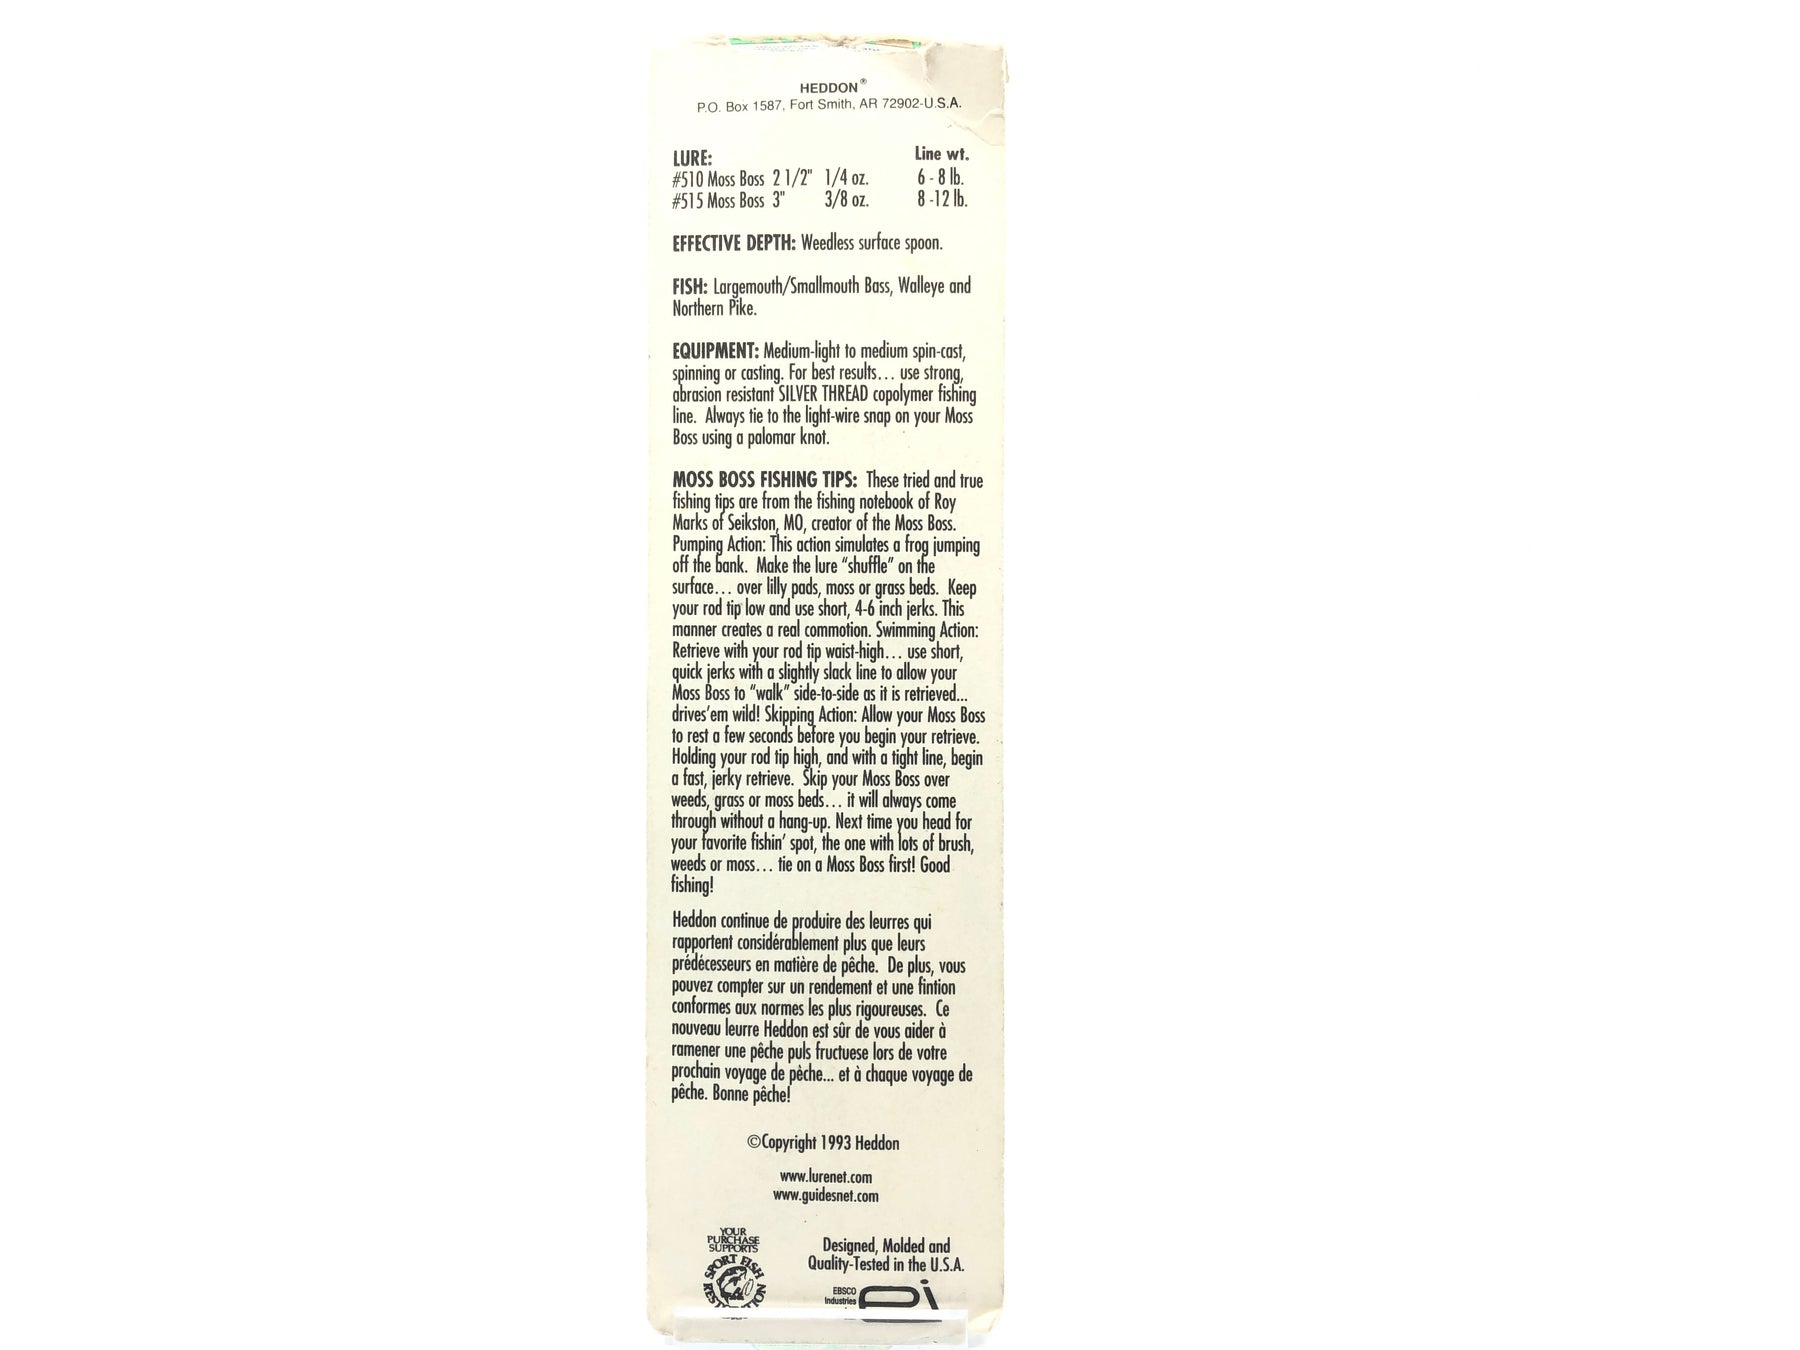 HEDDON®
P.O. Box 1587, Fort Smith, AR 72902-U.S.A.
LURE: Line wt.
#510 Moss Boss 2 1/2" 1/4 oz. 6 - 8 lb.
#515 Moss Boss 3" 3/8 oz. 8 -12 lb.
EFFECTIVE DEPTH: Weedless surface spoon.
FISH: Largemouth/Smallmouth Bass, Walleye and
Northern Pike.
EQUIPMENT: Medium-light to medium spin-cast,
spinning or casting. For best results... use strong,
abrasion resistant SILVER THREAD copolymer fishing
line. Always tie to the light-wire snap on your Moss
Boss using a palomar knot.
MOSS BOSS FISHING TIPS: These tried and true
fishing tips are from the fishing notebook of Roy
Marks of Seikston, MO, creator of the Moss Boss.
Pumping Action: This action simulates a frog jumping
off the bank. Make the lure “shuffle” on the
surface... over lilly pads, moss or grass beds. Keep
your rod tip low and use short, 4-6 inch jerks. This
manner creates a real commotion. Swimming Action:
Retrieve with your rod tip waist-high... use short,
quick jerks with a slightly slack line to allow your
Moss Boss to “walk” side-to-side as it is retrieved...
drives’em wild! Skipping Action: Allow your Moss Boss
to rest a few seconds before you begin your retrieve.
Holding your rod tip high, and with a tight line, begin
a fast, jerky retrieve. Skip your Moss Boss over
weeds, grass or moss beds... it will always come
through without a hang-up. Next time you head for
your favorite fishin’ spot, the one with lots of brush,
weeds or moss... tie on a Moss Boss first! Good
fishing!
Heddon continue de produire des leurres qui
rapportent considérablement plus que leurs
prédécesseurs en matière de pêche. De plus, vous
pouvez compter sur un rendement et une fintion
conformes aux normes les plus rigoureuses. Ce
nouveau leurre Heddon est sûr de vous aider à
ramener une pêche puls fructuese lors de votre
prochain voyage de pêche... et à chaque voyage de
pêche. Bonne pêche!
©Copyright 1993 Heddon
www.lurenet.com
www.guidesnet.com
YOUR
PURCHASE
SUPPORTS
SPORT FISH
Designed, Molded and
Quality-Tested in the U.S.A.
EBSCO
Industries